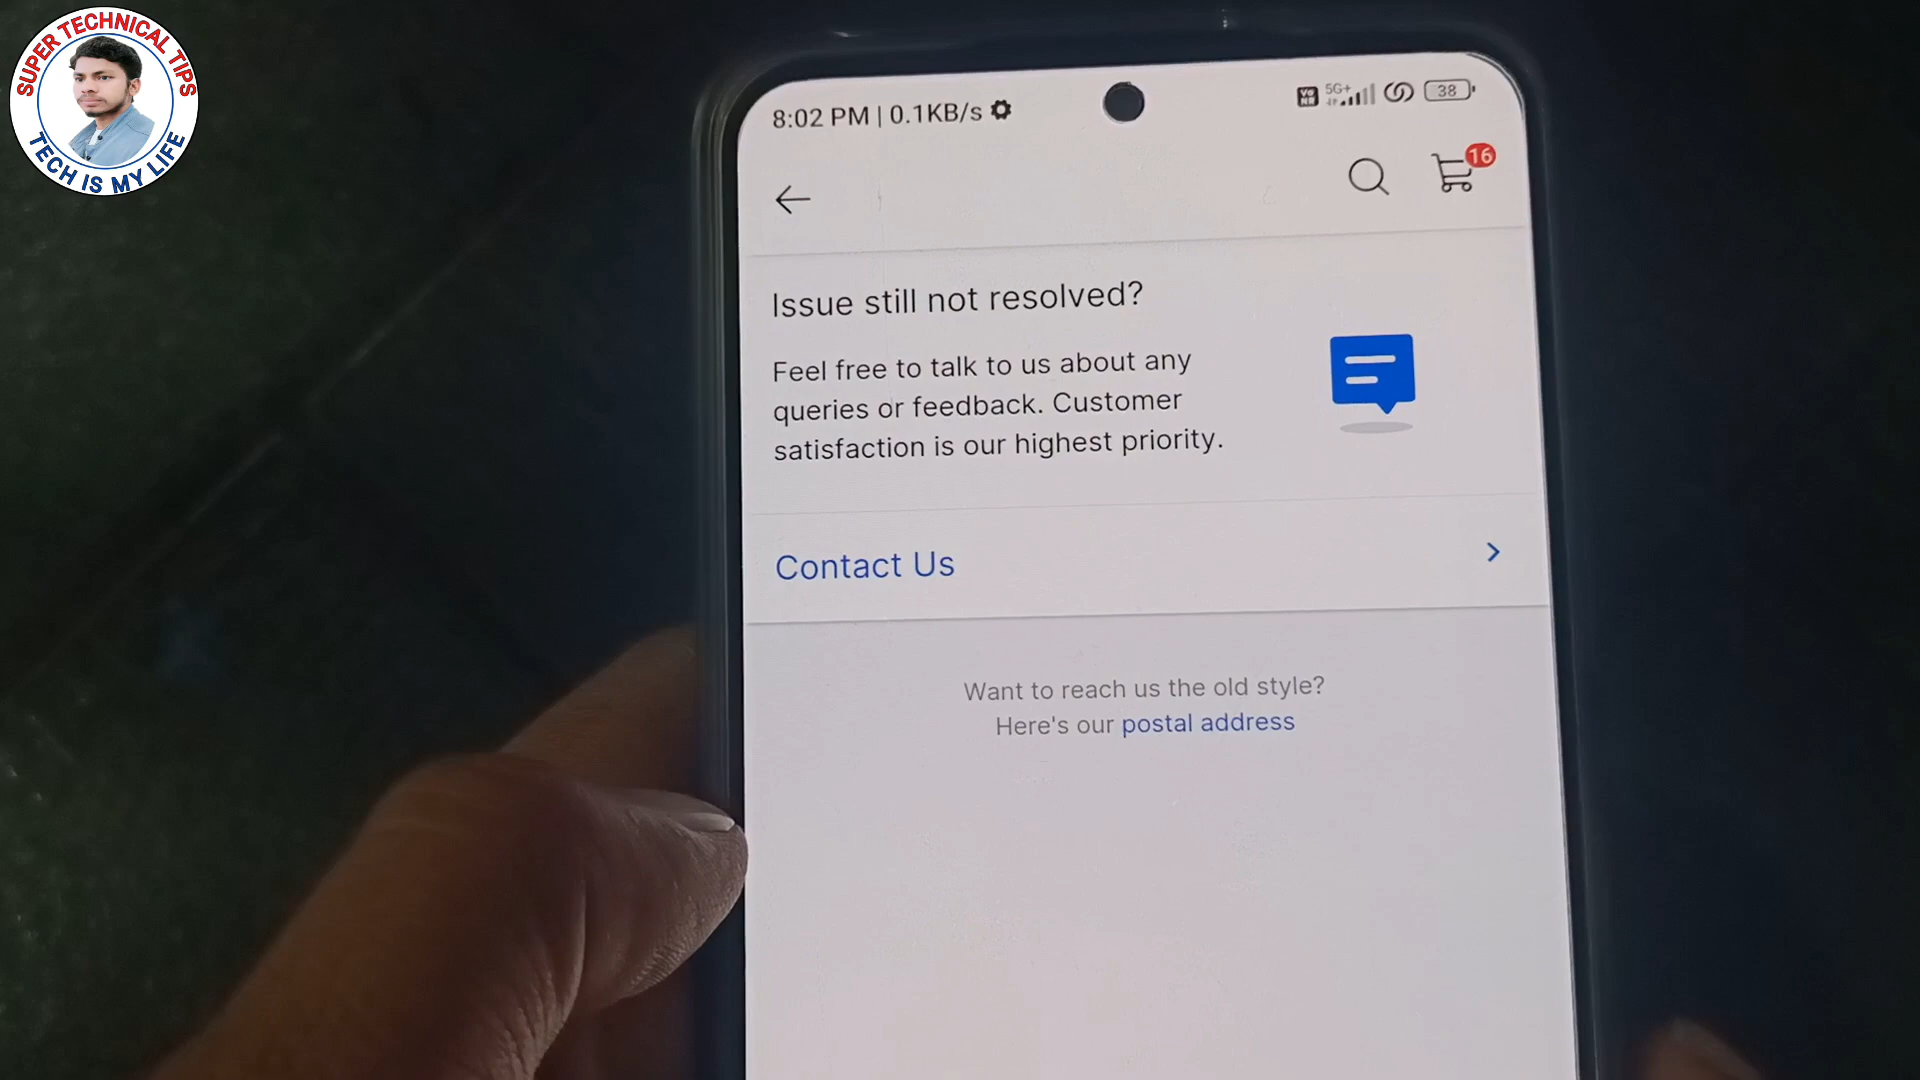 SUPER TECHNICAL TIPS
TECH IS MY LIFE
8:02 PM | 0.1KB/s
Vo
NR
5G+
38
16
Issue still not resolved?
Feel free to talk to us about any
queries or feedback. Customer
satisfaction is our highest priority.
Contact Us
Want to reach us the old style?
Here's our postal address